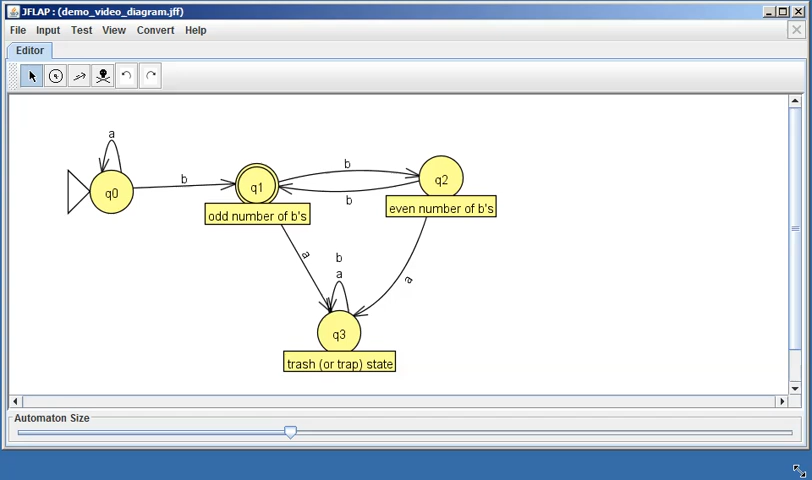 JFLAP : (demo_video_diagram.jff)
File Input Test View Convert Help
Editor
a
b
b
q0
q1
q2
b
odd number of b's
even number of b's
a
b
a
a
q3
trash (or trap) state
Automaton Size